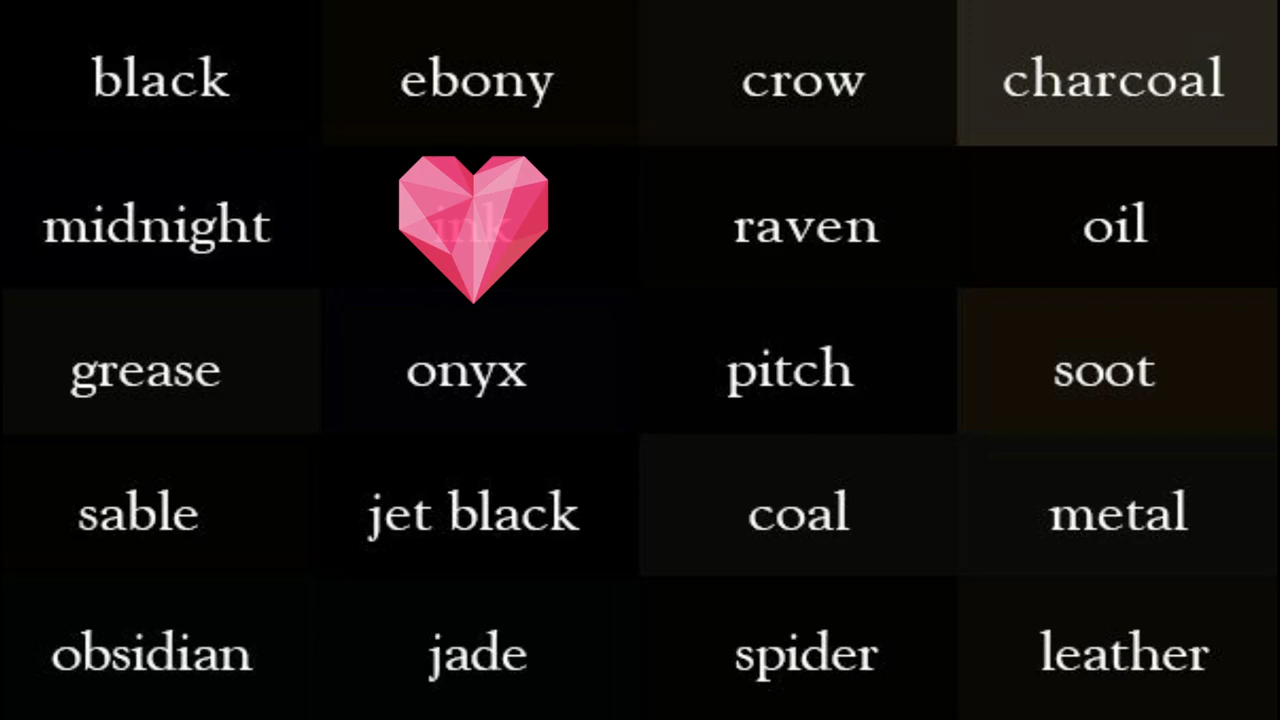 black ebony crow charcoal
midnight ink raven oil
grease onyx pitch soot
sable jet black coal metal
obsidian jade spider leather